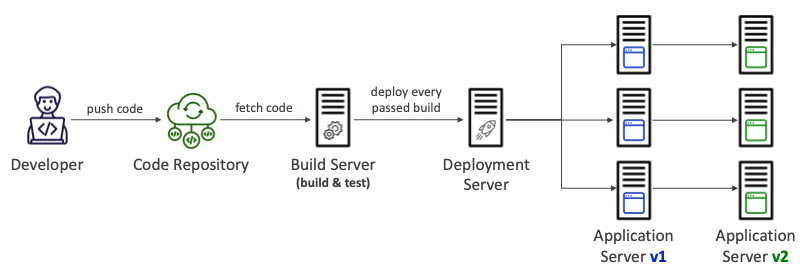 deploy every
passed build
push code
fetch code
Developer
Code Repository
Build Server
(build & test)
Deployment
Server
Application
Server v1
Application
Server v2